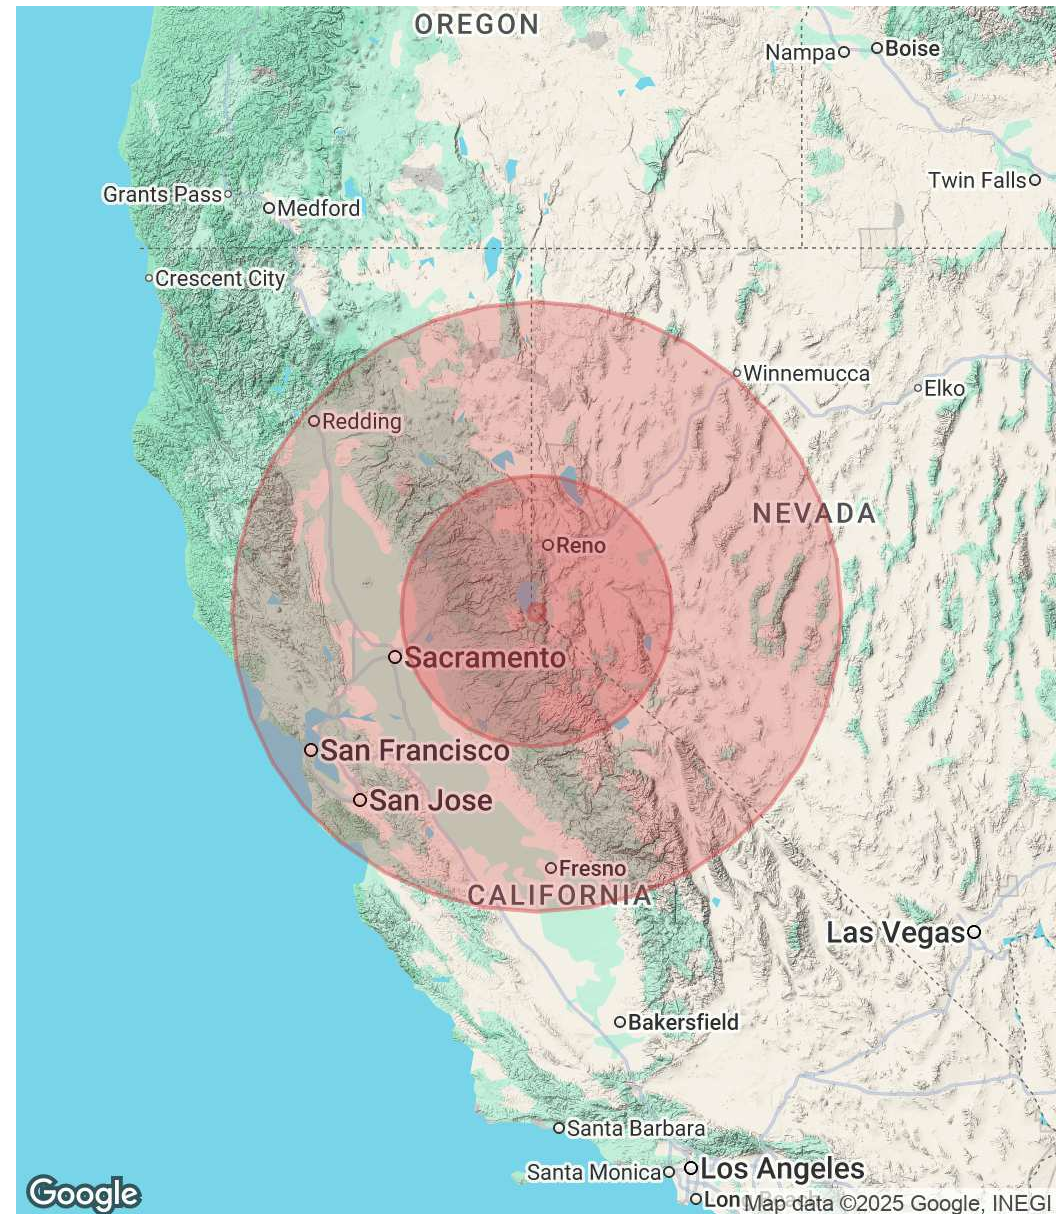 OREGON
Nampa
Boise
Twin Falls
Grants Pass
Medford
Crescent City
Winnemucca
Elko
Redding
NEVADA
Reno
Sacramento
San Francisco
San Jose
Fresno
CALIFORNIA
Las Vegas
Bakersfield
Santa Barbara
Santa Monica
Los Angeles
Google
Map data ©2025 Google, INEGI